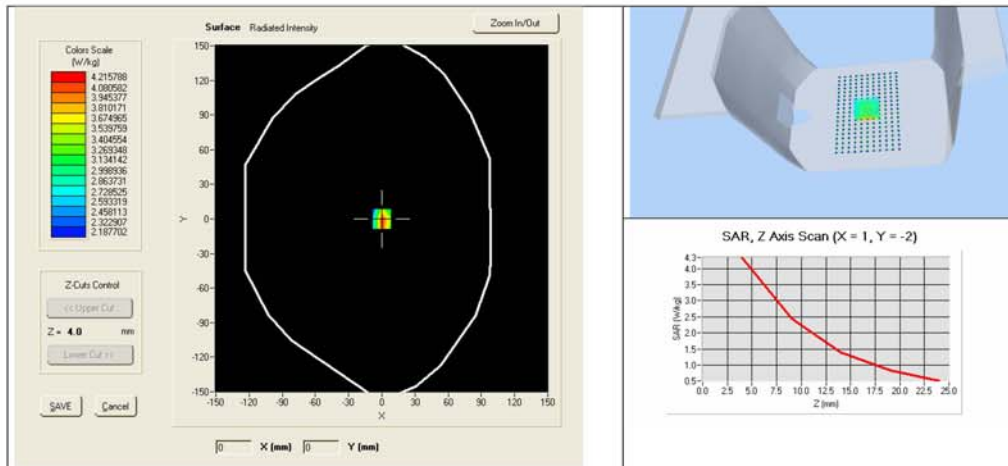 Surface Radiated Intensity
Zoom In/Out
Colors Scale
(W/kg)
4.215788
4.080582
3.945377
3.810171
3.674965
3.539759
3.404554
3.269348
3.134142
2.998936
2.863731
2.728525
2.593319
2.458113
2.322907
2.187702
Z-Cuts Control
<< Upper Cut
Z = 4.0 mm
Lower Cut >>
SAVE Cancel
150
120
90
60
30
0
-30
-60
-90
-120
-150
Y
-150 -120 -90 -60 -30 0 30 60 90 120 150
X
0 X (mm) 0 Y (mm)
SAR, Z Axis Scan (X = 1, Y = -2)
SAR (W/kg)
4.3
4.0
3.5
3.0
2.5
2.0
1.5
1.0
0.5
0.0 2.5 5.0 7.5 10.0 12.5 15.0 17.5 20.0 22.5 25.0
Z (mm)